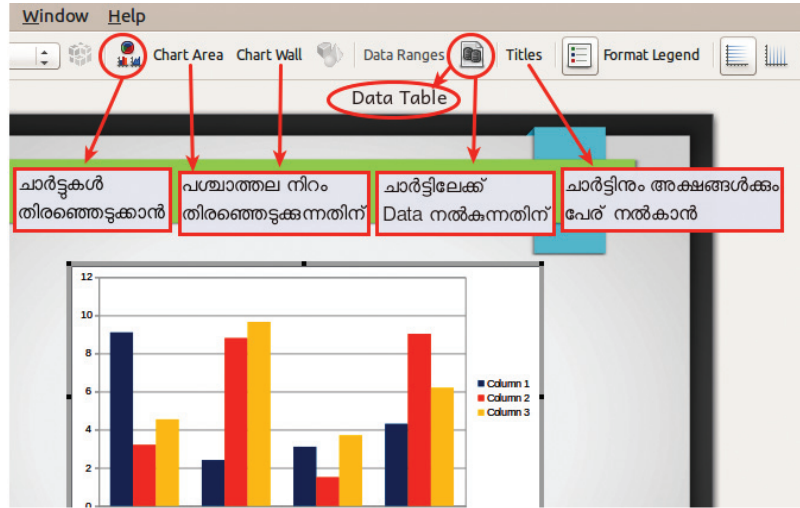 Window Help
Chart Area Chart Wall Data Ranges Titles Format Legend
Data Table
ചാർട്ടുകൾ
തിരഞ്ഞെടുക്കാൻ
പശ്ചാത്തല നിറം
തിരഞ്ഞെടുക്കുന്നതിന്
ചാർട്ടിലേക്ക്
Data നൽകുന്നതിന്
ചാർട്ടിനും അക്ഷങ്ങൾക്കും
പേര് നൽകാൻ
12
10
8
6
4
2
0
Column 1
Column 2
Column 3